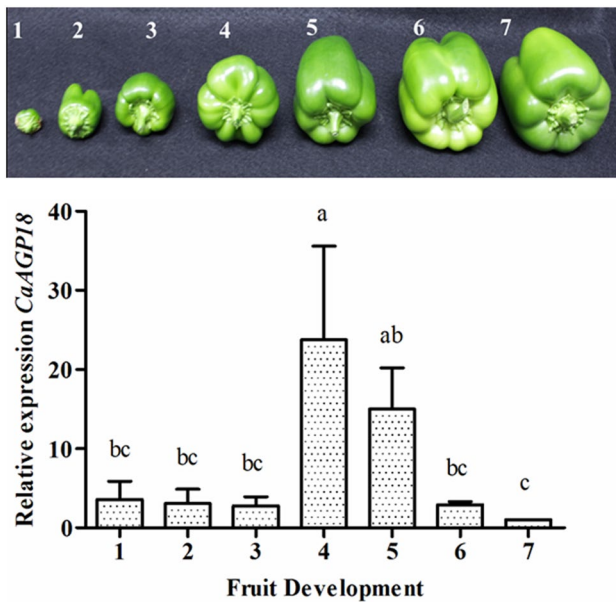 1 2 3 4 5 6 7
Relative expression CaAGP18
40
30
20
10
0
bc bc bc a ab bc c
1 2 3 4 5 6 7
Fruit Development